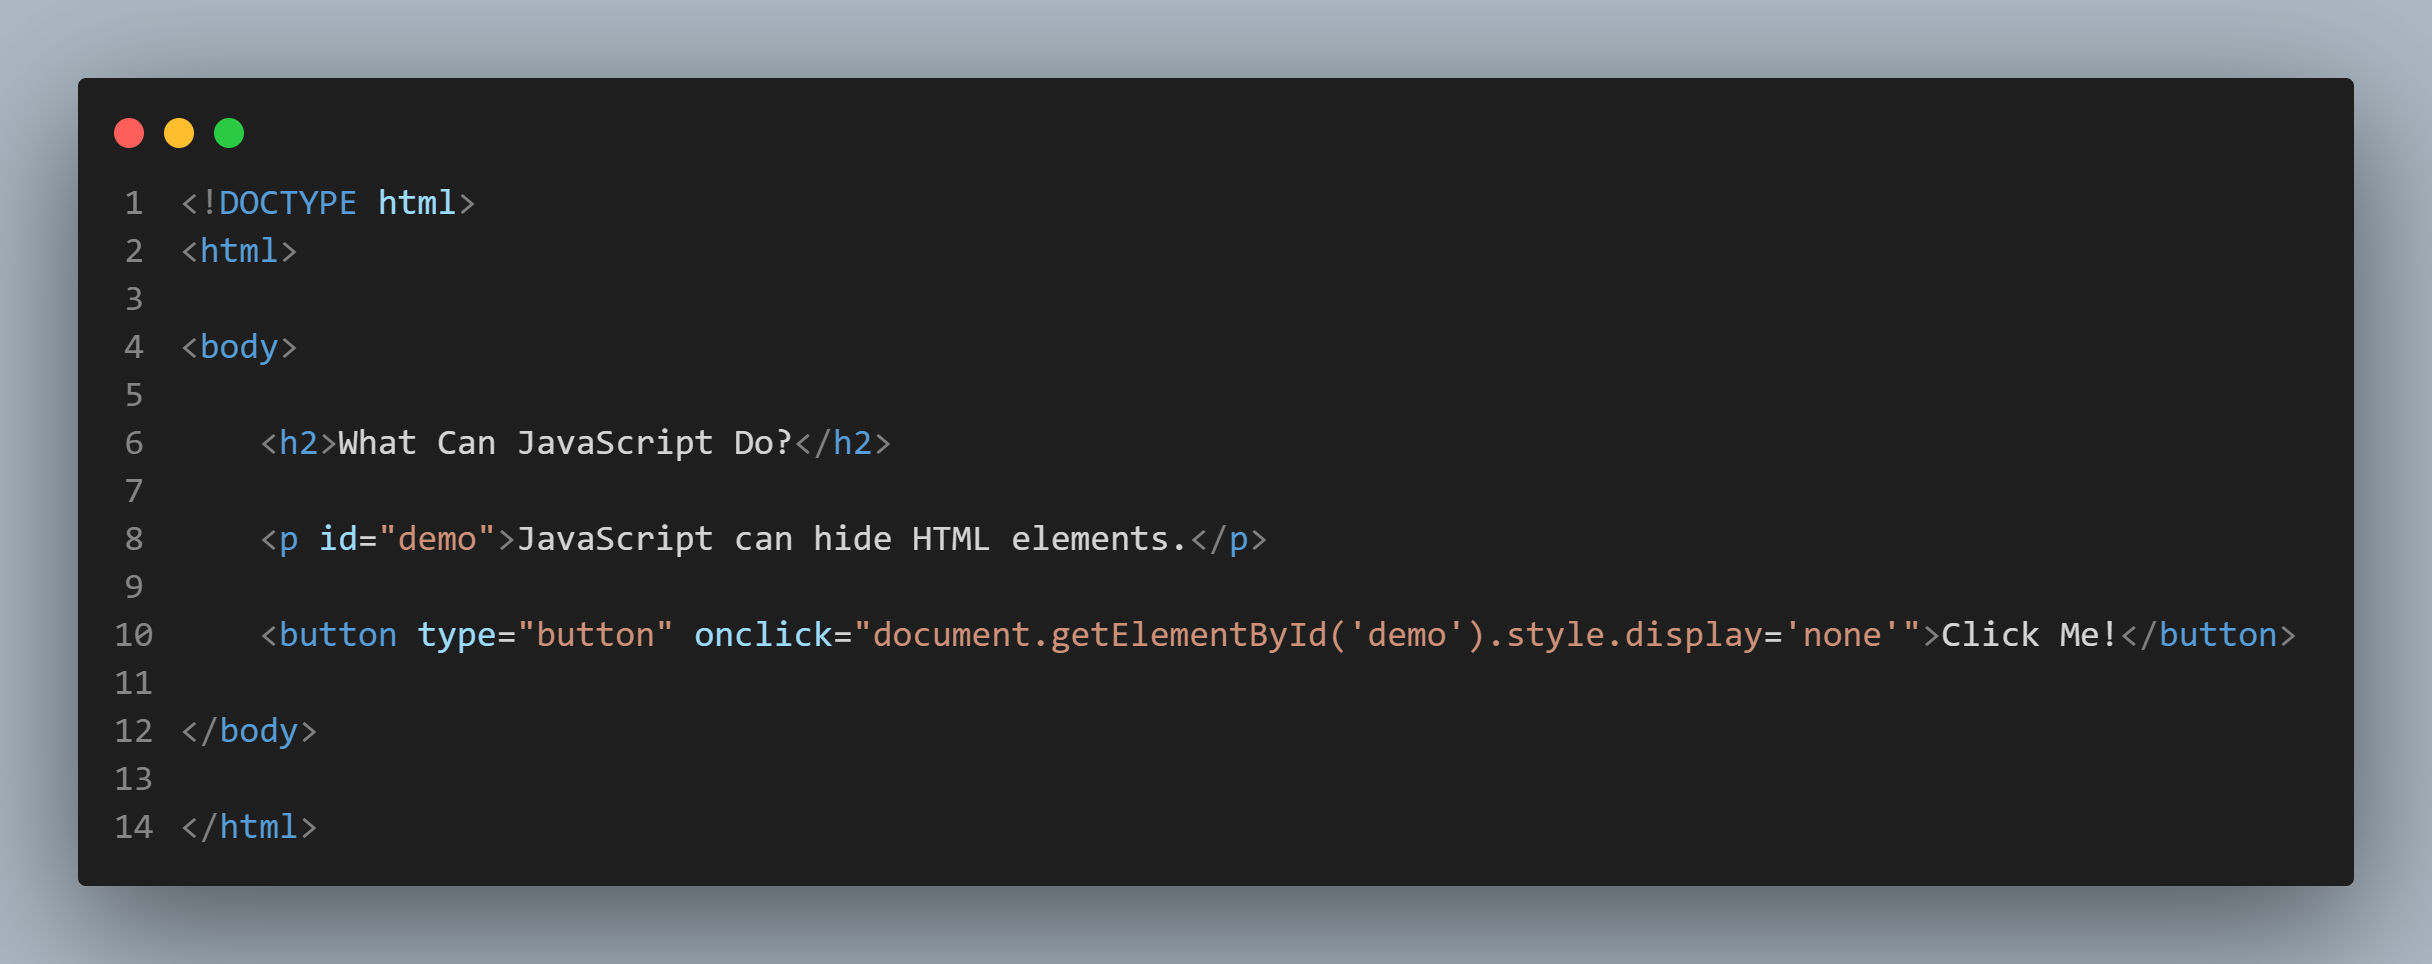 1 <!DOCTYPE html>
2 <html>
3
4 <body>
5
6     <h2>What Can JavaScript Do?</h2>
7
8     <p id="demo">JavaScript can hide HTML elements.</p>
9
10     <button type="button" onclick="document.getElementById('demo').style.display='none'">Click Me!</button>
11
12 </body>
13
14 </html>